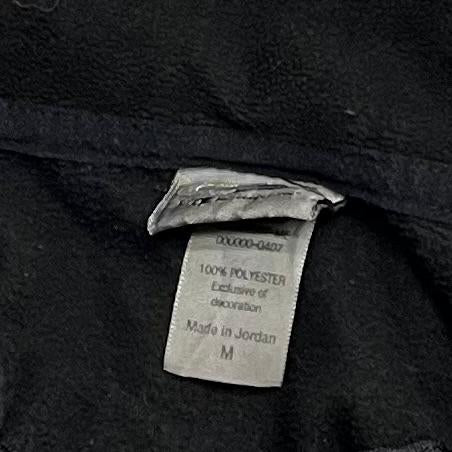 000000-0407
100% POLYESTER
Exclusive of
decoration
Made in Jordan
M